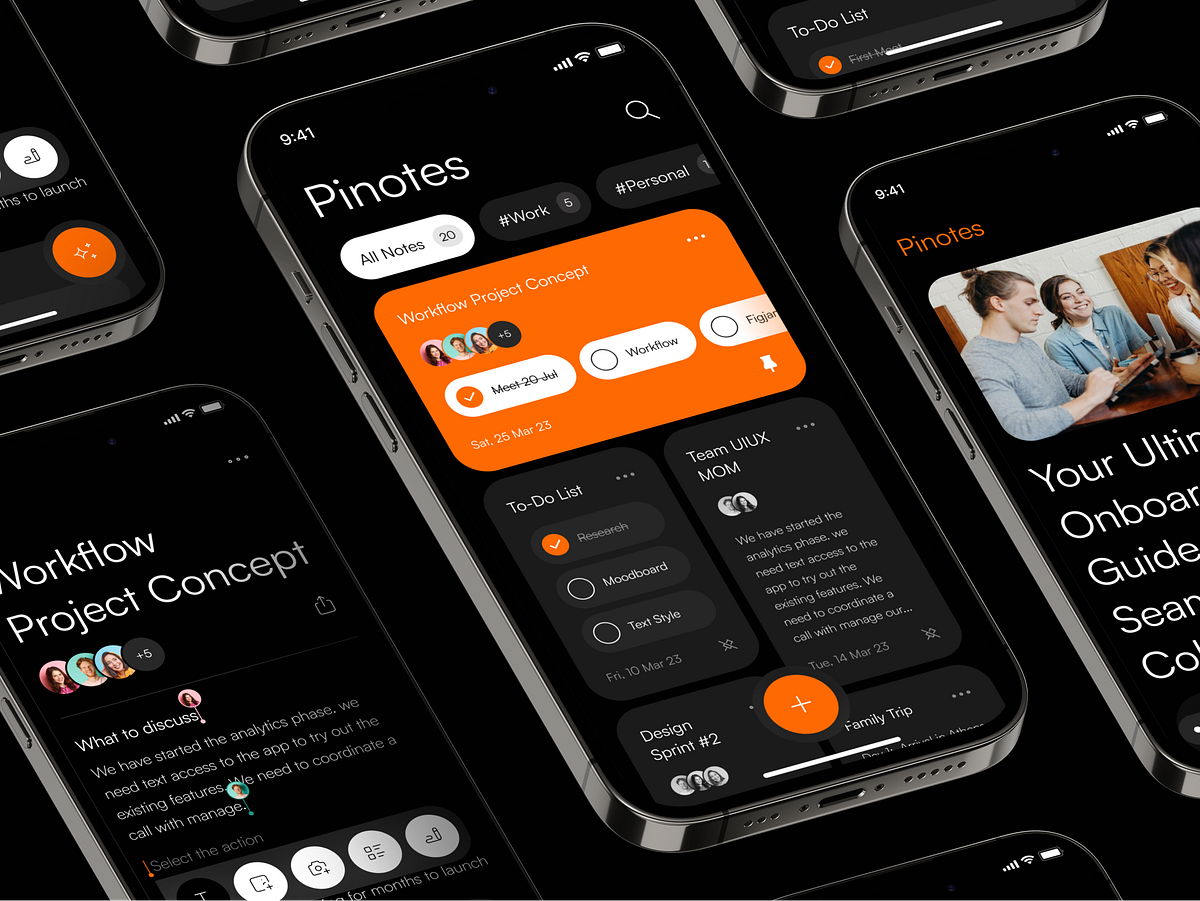 To-Do List
First Meet
ths to launch
9:41
Pinotes
All Notes 20
#Work 5
#Personal
Workflow Project Concept
+5
Meet 20 Jul
Workflow
Figjam
Sat, 25 Mar 23
To-Do List
Research
Moodboard
Text Style
Fri, 10 Mar 23
Team UIUX
MOM
We have started the
analytics phase. we
need text access to the
app to try out the
existing features. We
need to coordinate a
call with manage our...
Tue, 14 Mar 23
Design
Sprint #2
Family Trip
9:41
Pinotes
Your Ultim
Onboar
Guide
Sean
Col
Workflow
Project Concept
+5
What to discuss
We have started the analytics phase. we
need text access to the app to try out the
existing features. We need to coordinate a
call with manage.
Select the action
T
ng for months to launch